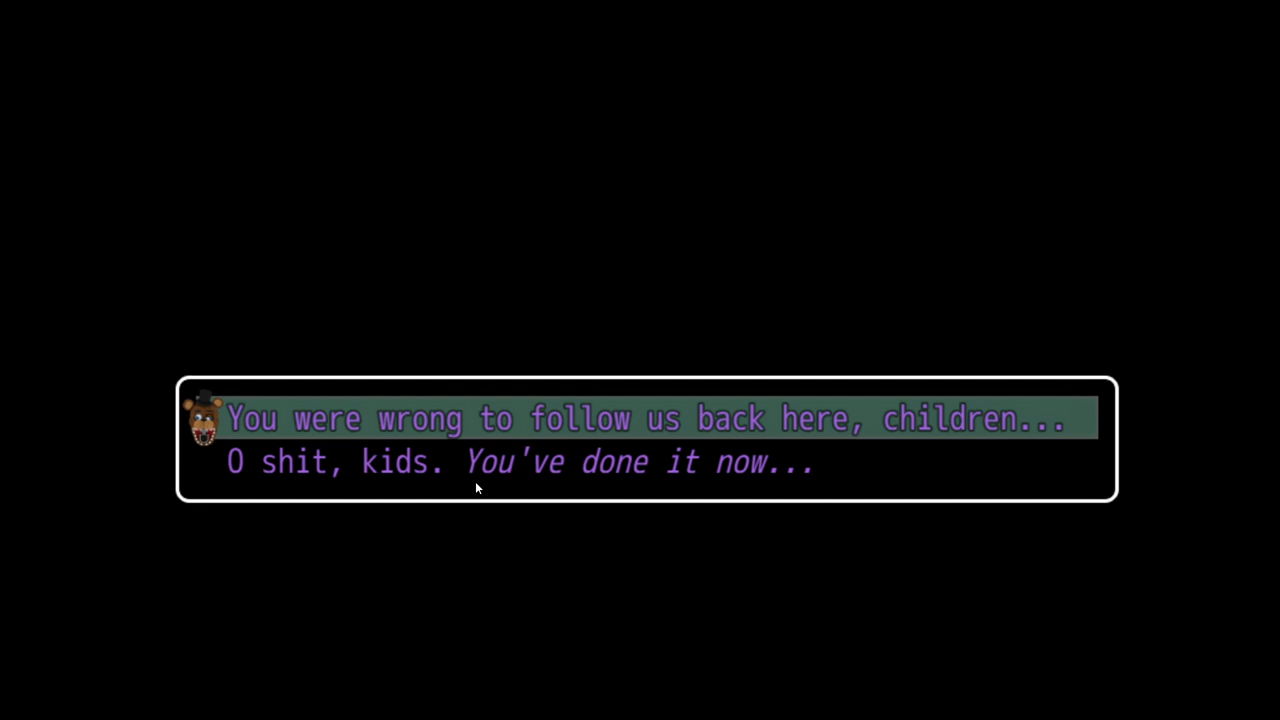 You were wrong to follow us back here, children...
O shit, kids. You've done it now...